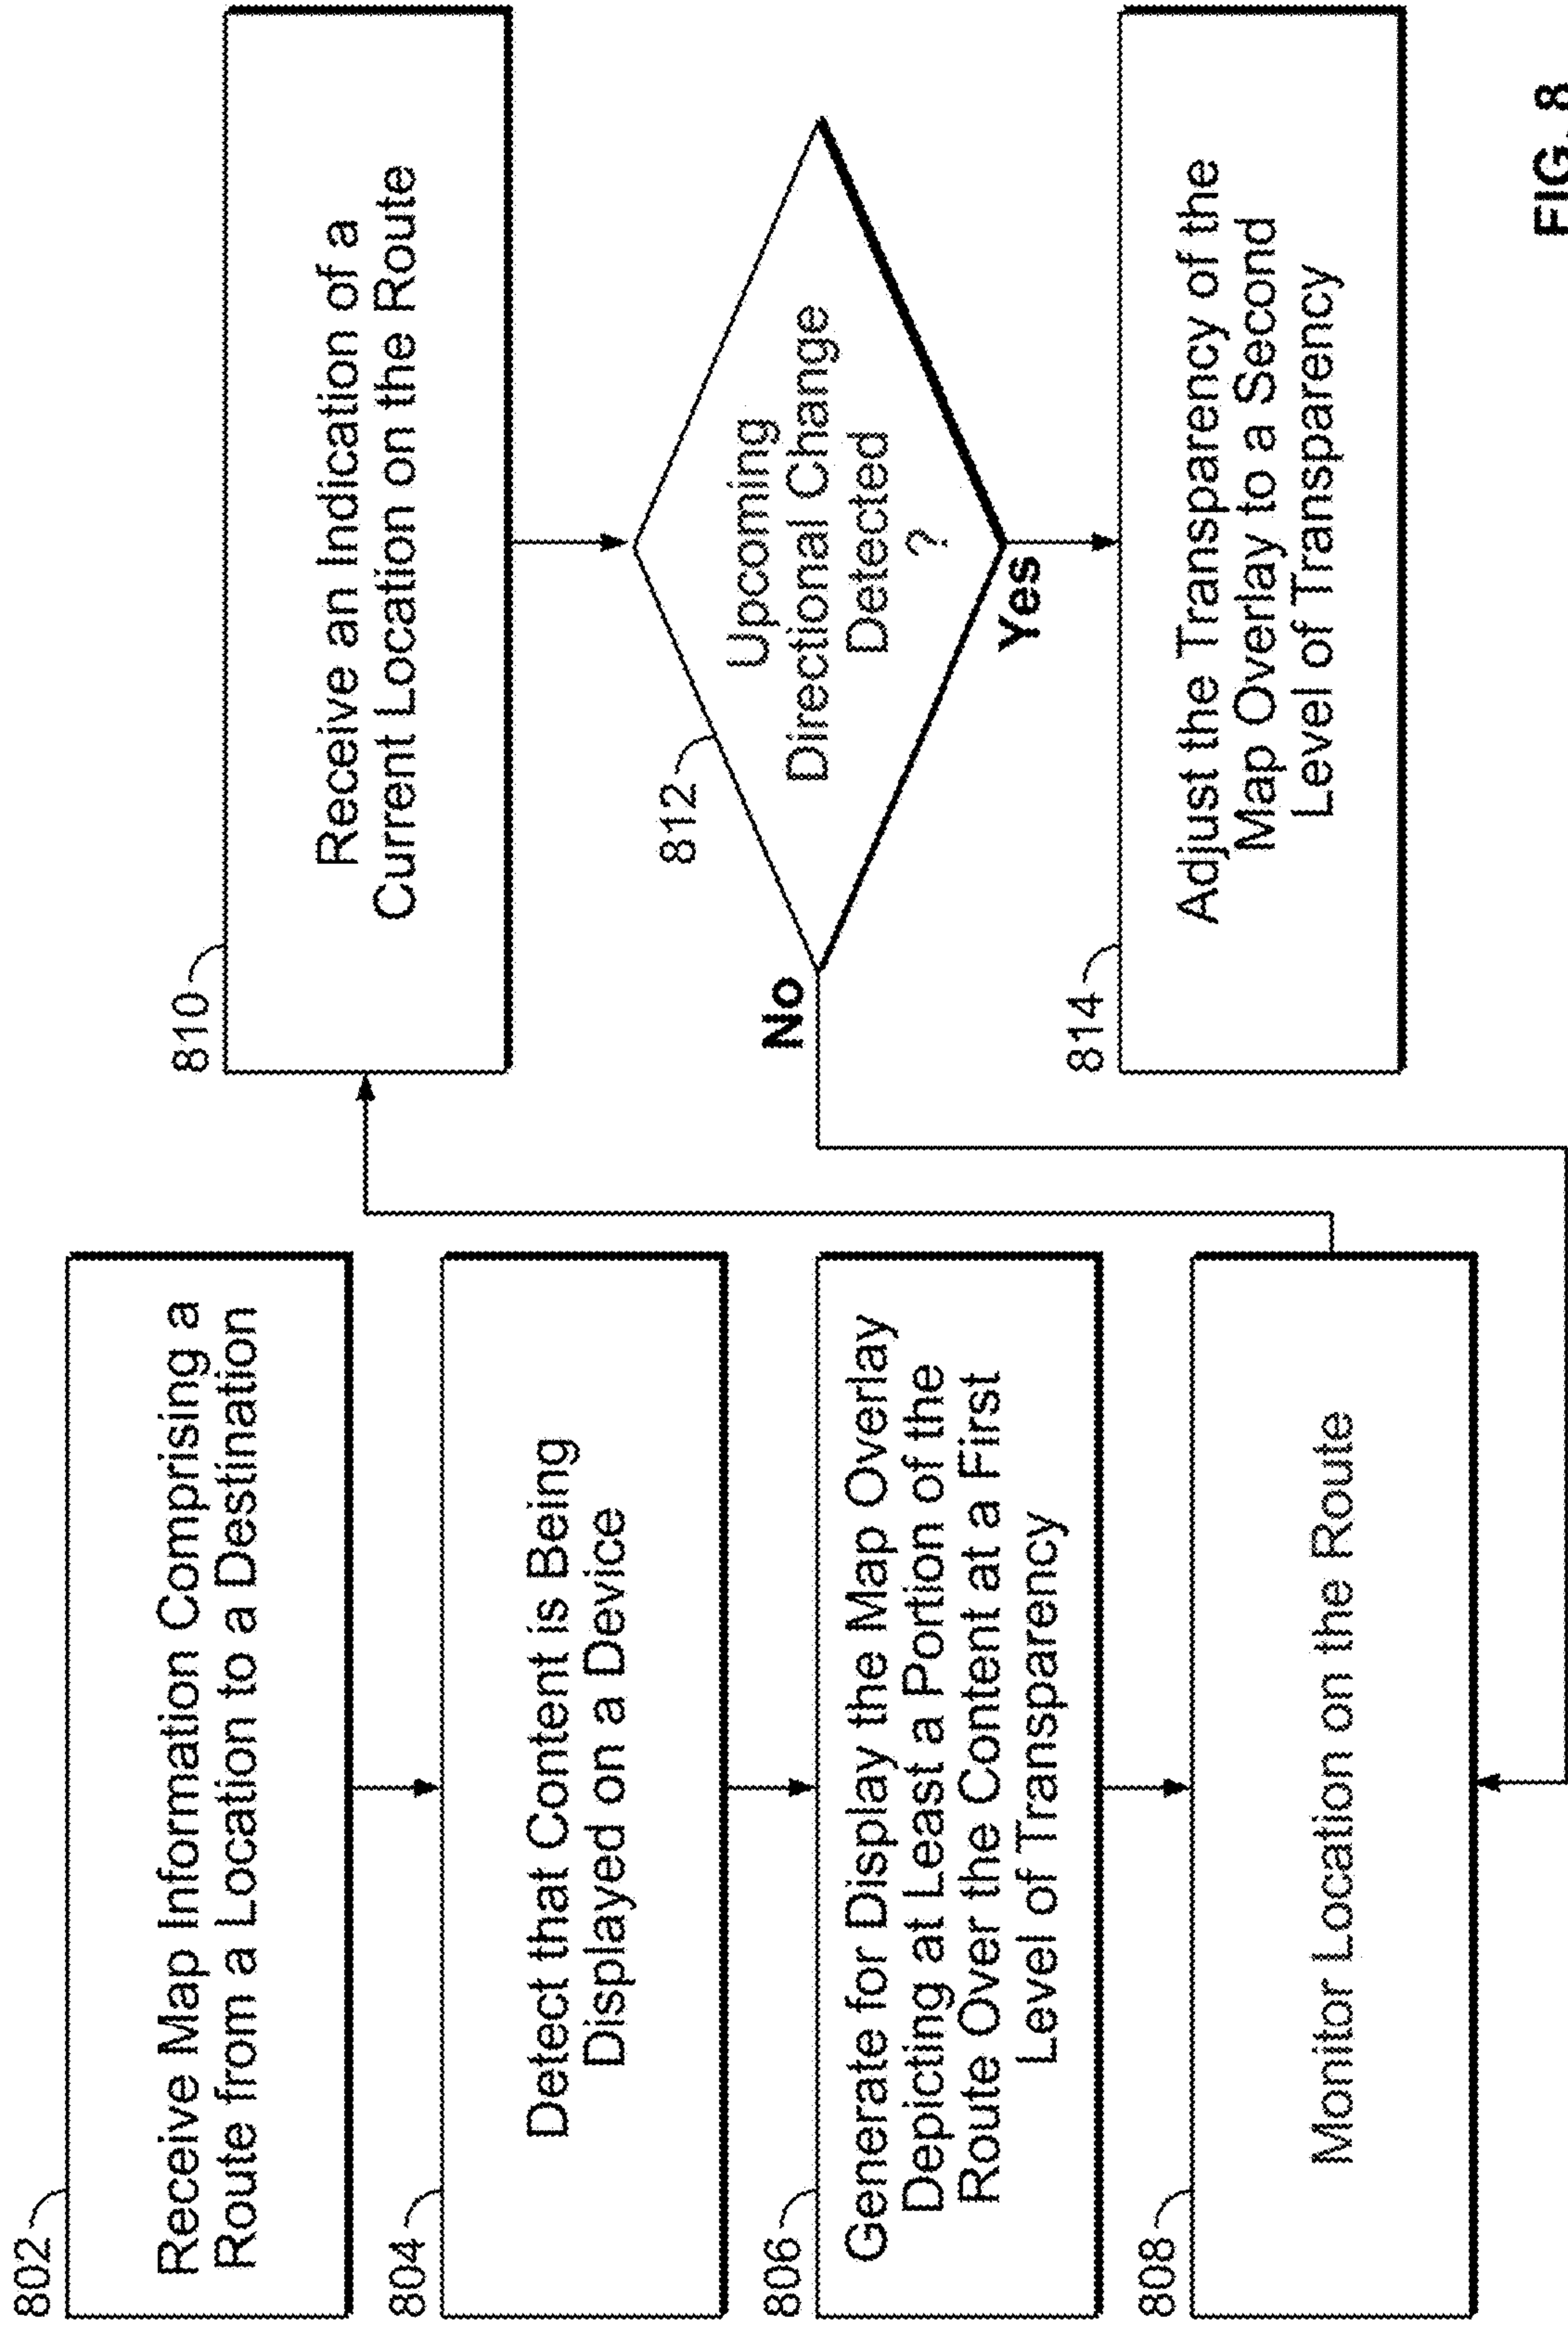 802
Receive Map Information Comprising a
Route from a Location to a Destination
804
Detect that Content is Being
Displayed on a Device
806
Generate for Display the Map Overlay
Depicting at Least a Portion of the
Route Over the Content at a First
Level of Transparency
808
Monitor Location on the Route
810
Receive an Indication of a
Current Location on the Route
812
Upcoming
Directional Change
Detected
?
No
Yes
814
Adjust the Transparency of the
Map Overlay to a Second
Level of Transparency
FIG. 8